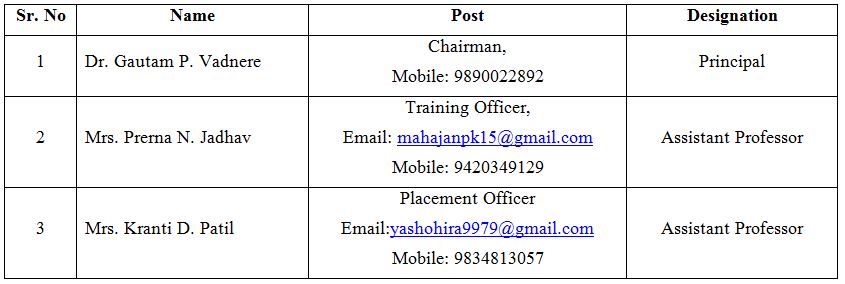 Sr. No Name Post Designation
1 Dr. Gautam P. Vadnere Chairman,
Mobile: 9890022892 Principal
2 Mrs. Prerna N. Jadhav Training Officer,
Email: mahajanpk15@gmail.com
Mobile: 9420349129 Assistant Professor
3 Mrs. Kranti D. Patil Placement Officer
Email:yashohira9979@gmail.com
Mobile: 9834813057 Assistant Professor